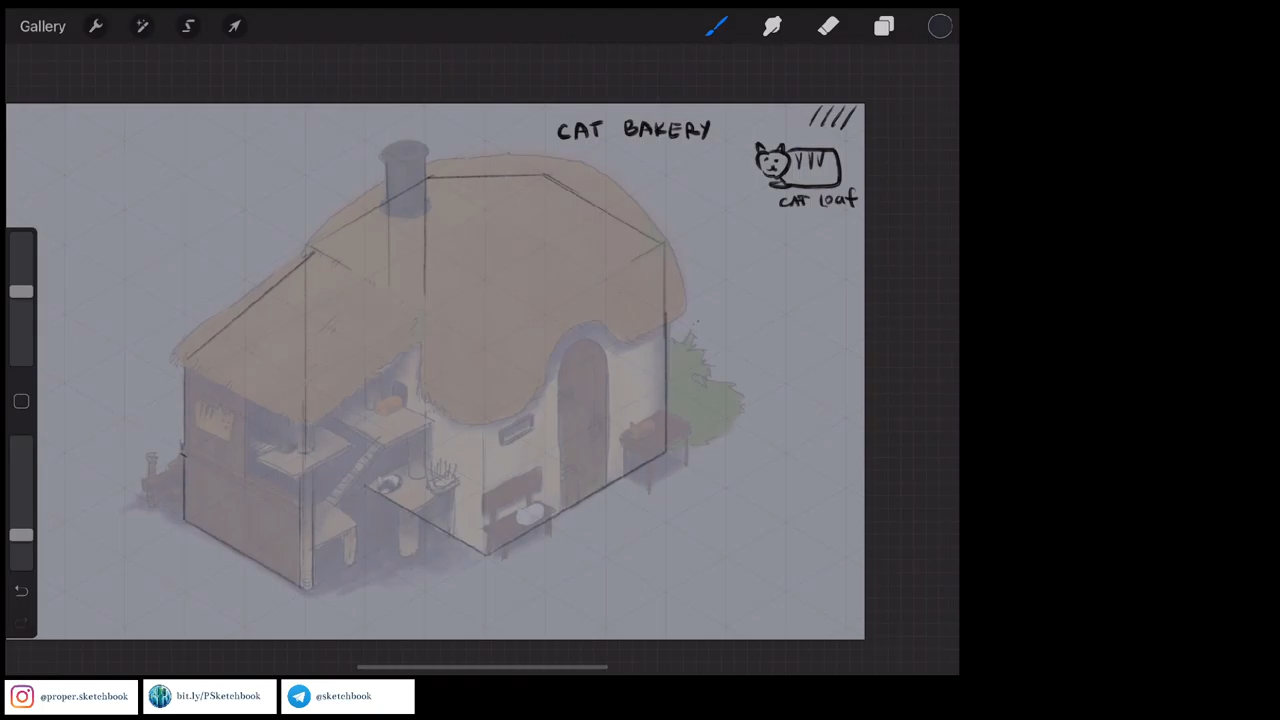 Gallery
CAT BAKERY
CAT Loaf
@proper.sketchbook
bit.ly/PSketchbook
@sketchbook